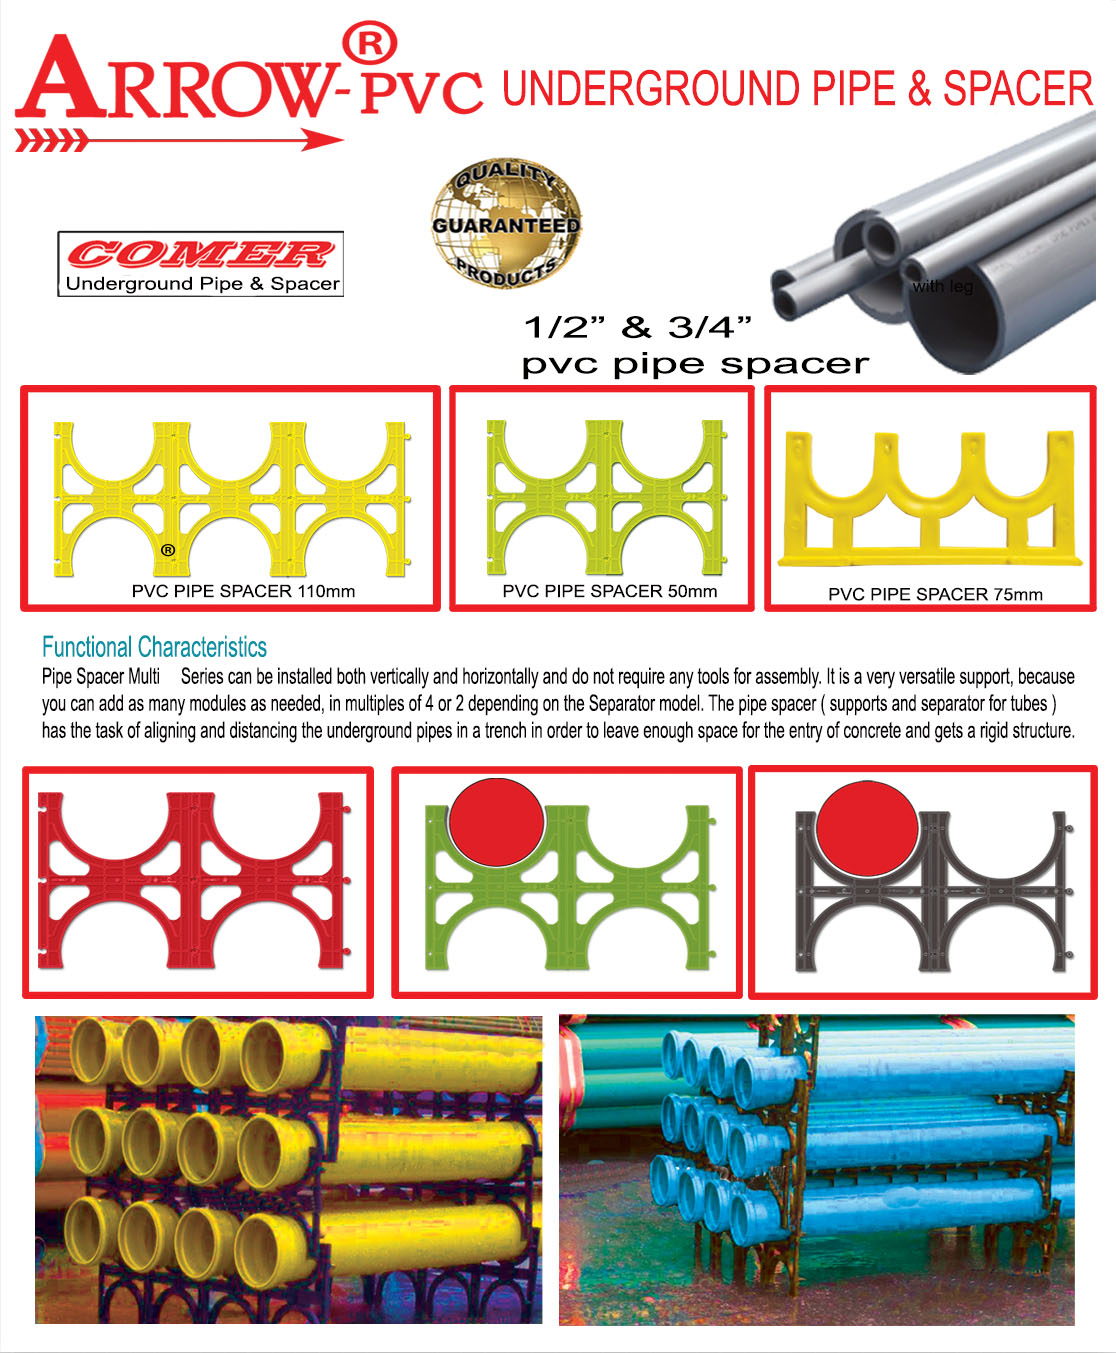 ARROW-PVC® UNDERGROUND PIPE & SPACER
QUALITY
GUARANTEED
PRODUCTS
COMER
Underground Pipe & Spacer
with leg
1/2” & 3/4”
pvc pipe spacer
®
PVC PIPE SPACER 110mm
PVC PIPE SPACER 50mm
PVC PIPE SPACER 75mm
Functional Characteristics
Pipe Spacer Multi Series can be installed both vertically and horizontally and do not require any tools for assembly. It is a very versatile support, because
you can add as many modules as needed, in multiples of 4 or 2 depending on the Separator model. The pipe spacer ( supports and separator for tubes )
has the task of aligning and distancing the underground pipes in a trench in order to leave enough space for the entry of concrete and gets a rigid structure.